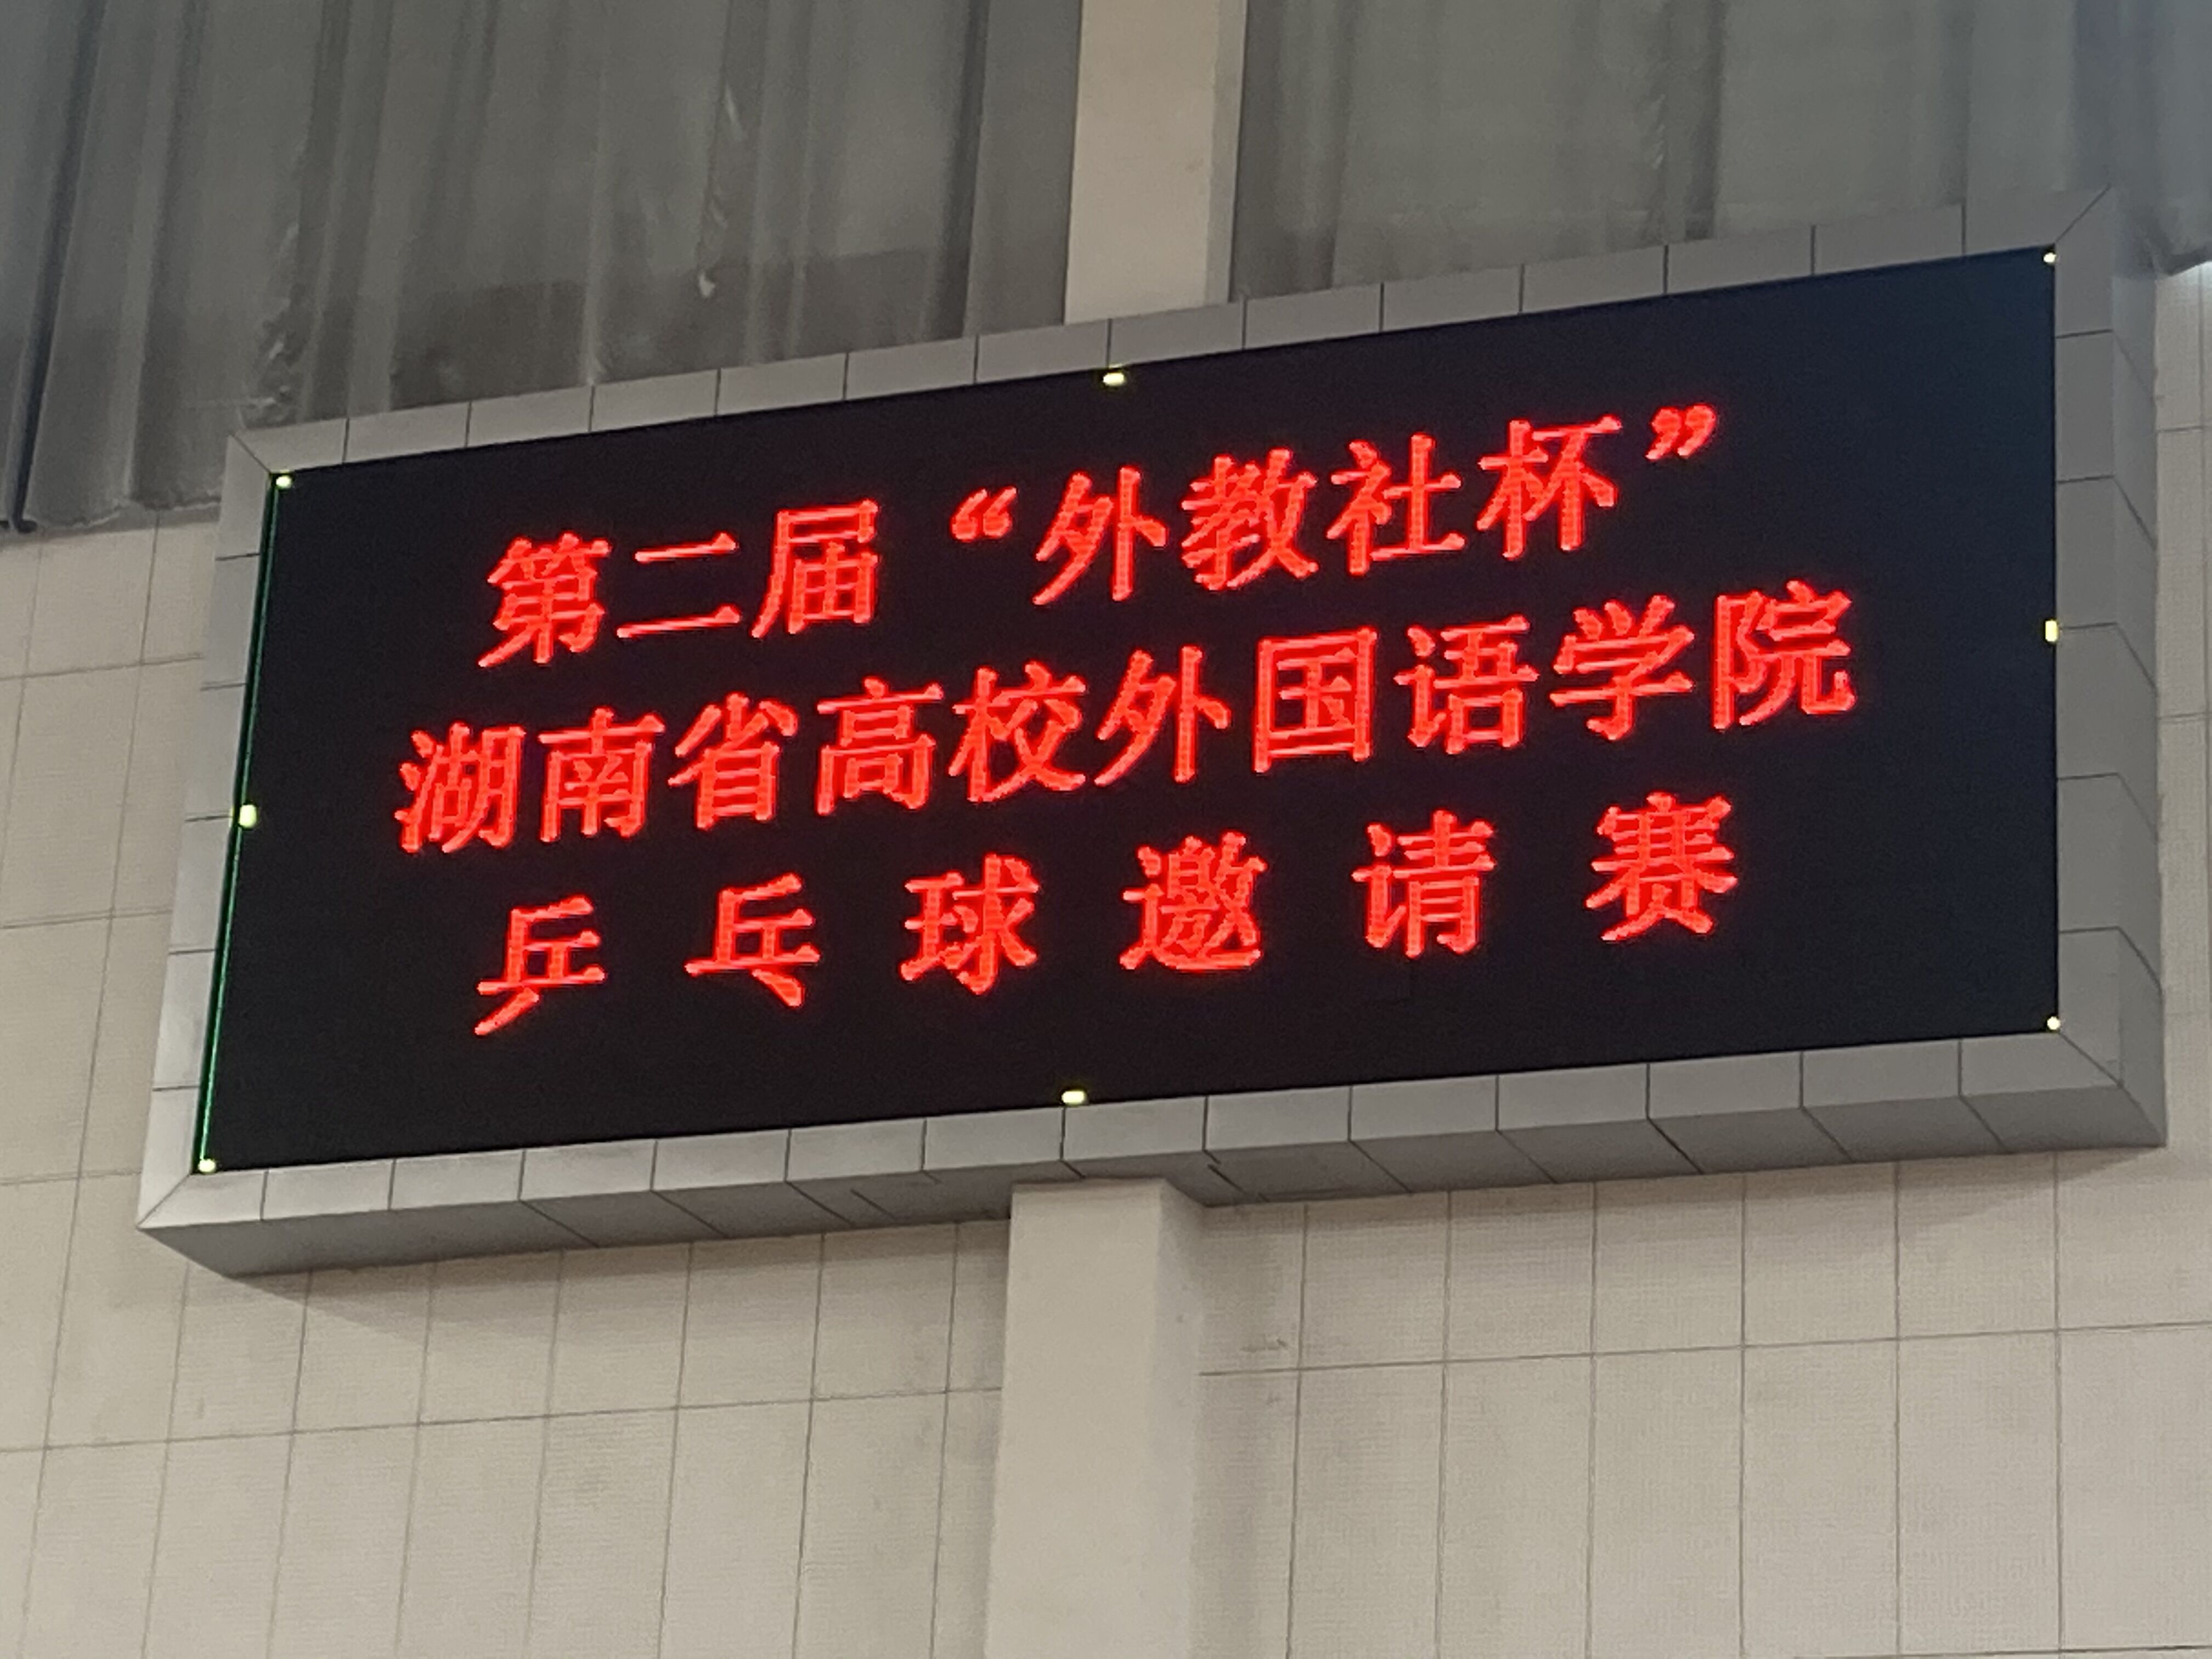 第二届“外教社杯”
湖南省高校外国语学院
乒乓球邀请赛